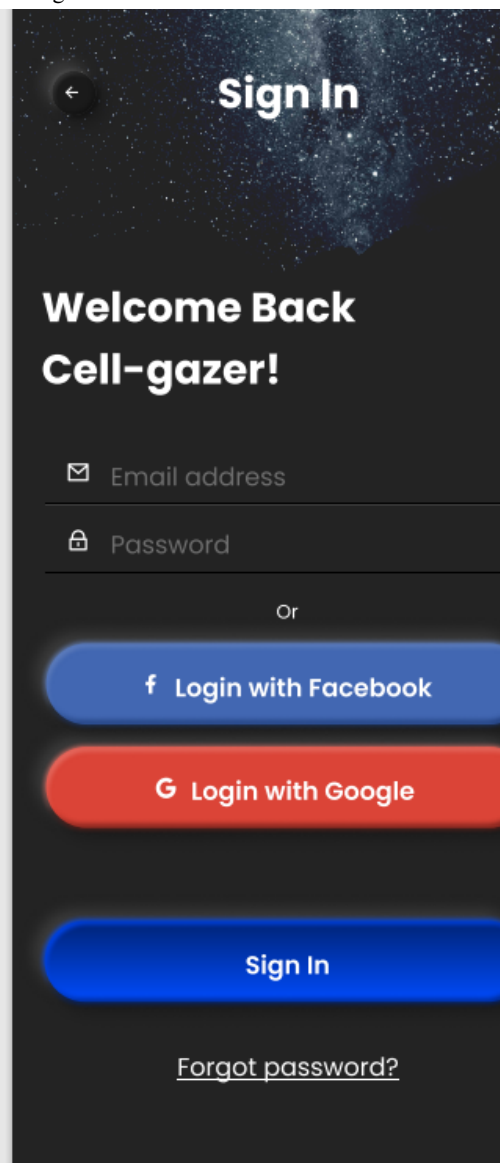 Sign In
Welcome Back
Cell-gazer!
Email address
Password
Or
f Login with Facebook
G Login with Google
Sign In
Forgot password?